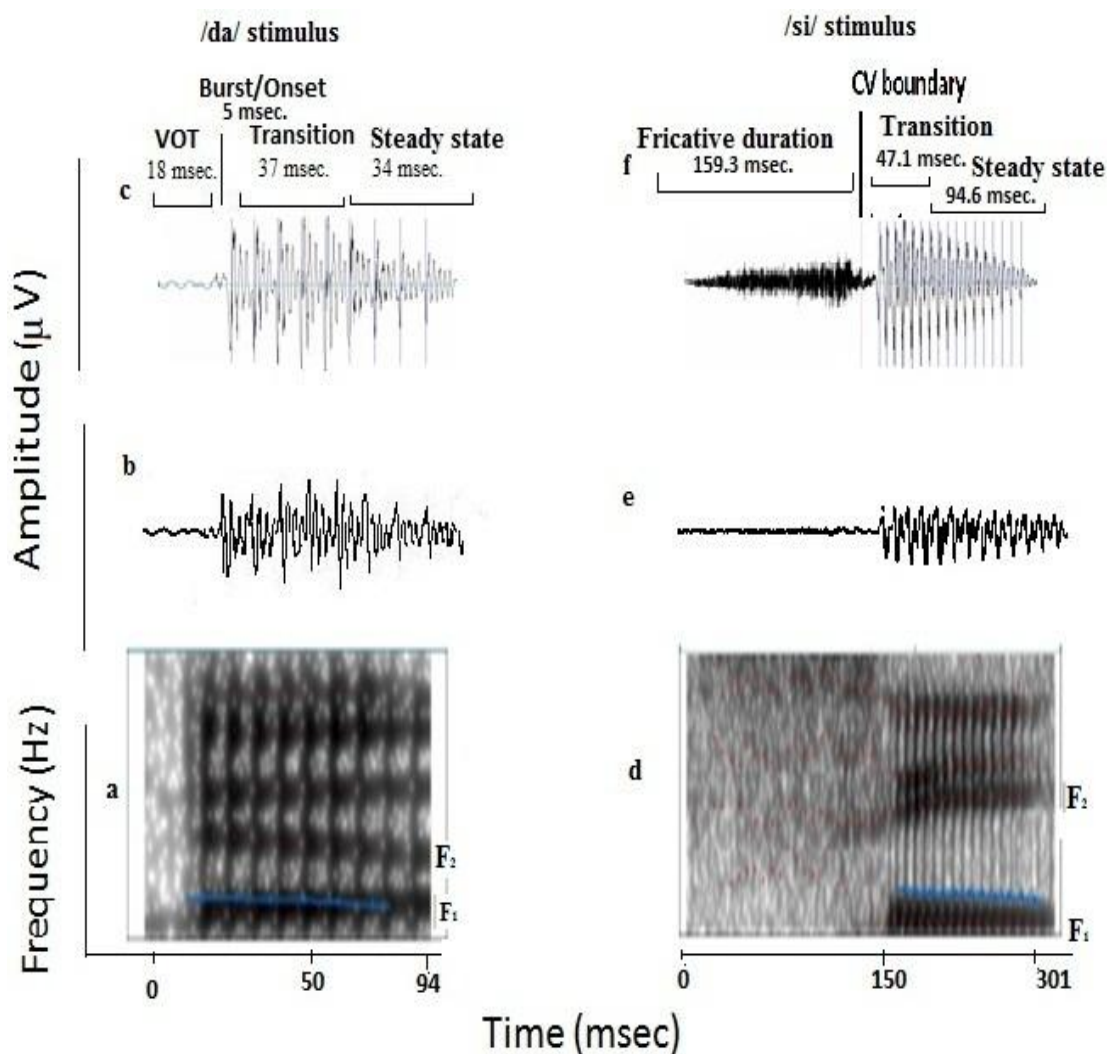 /da/ stimulus
Burst/Onset
5 msec.
VOT
18 msec.
Transition
37 msec.
Steady state
34 msec.
c
/si/ stimulus
CV boundary
Fricative duration
159.3 msec.
Transition
47.1 msec.
Steady state
94.6 msec.
f
Amplitude (μ V)
b
e
Frequency (Hz)
a
F2
F1
d
F2
F1
0 50 94
0 150 301
Time (msec)